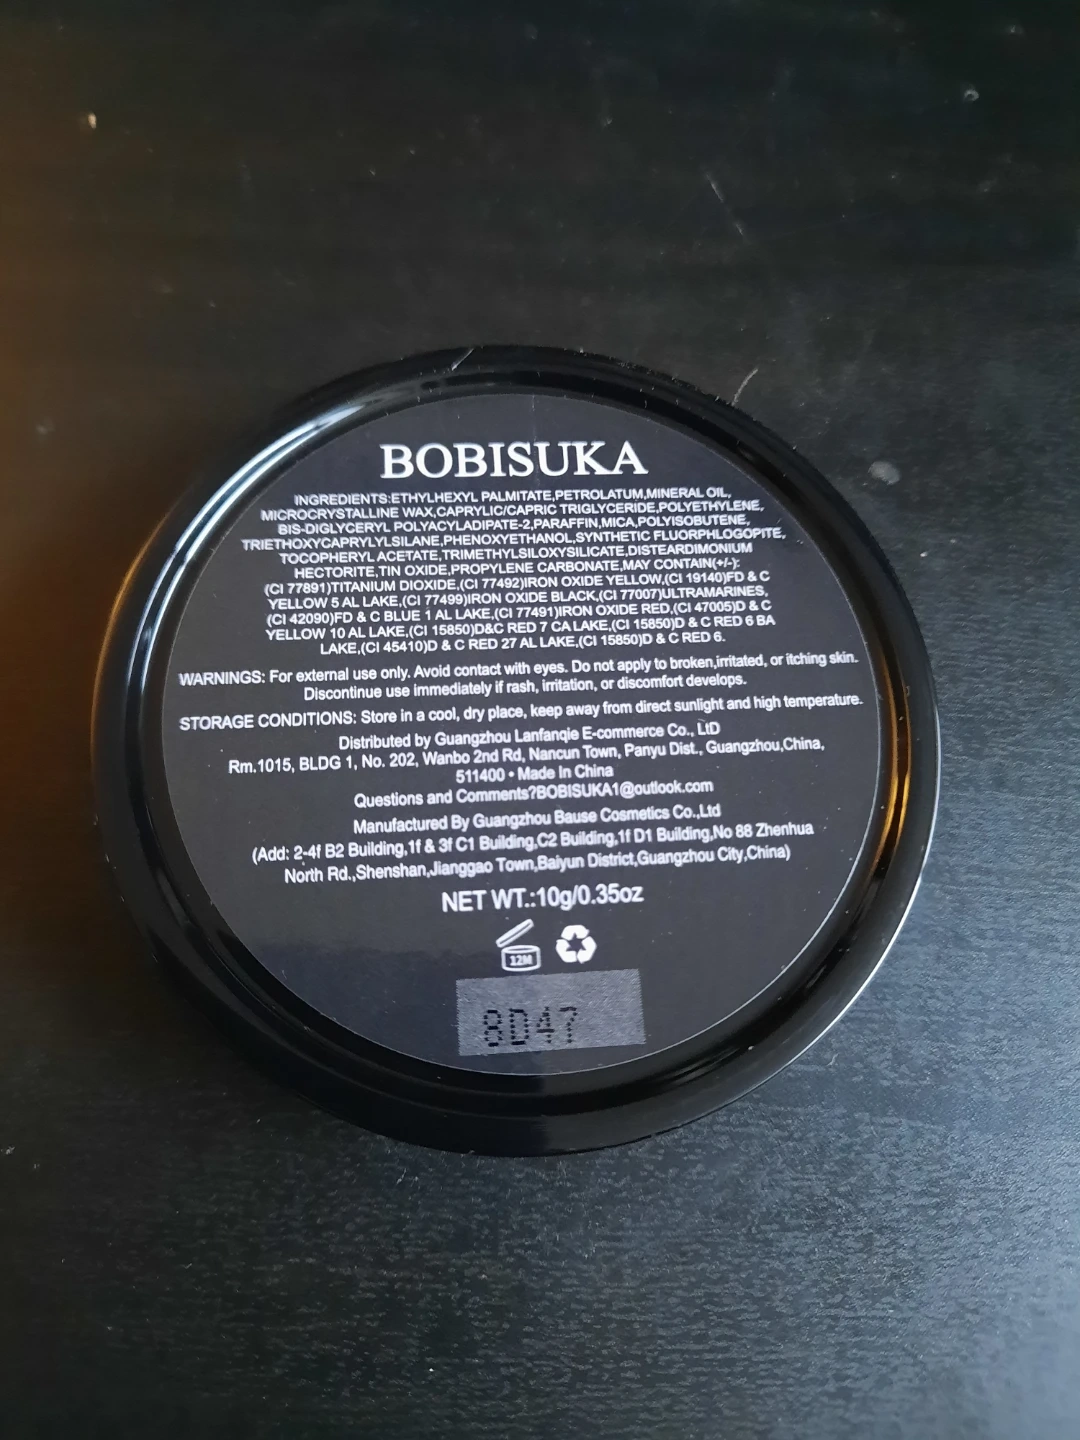 BOBISUKA
INGREDIENTS:ETHYLHEXYL PALMITATE,PETROLATUM,MINERAL OIL,
MICROCRYSTALLINE WAX,CAPRYLIC/CAPRIC TRIGLYCERIDE,POLYETHYLENE,
BIS-DIGLYCERYL POLYACYLADIPATE-2,PARAFFIN,MICA,POLYISOBUTENE,
TRIETHOXYCAPRYLYLSILANE,PHENOXYETHANOL,SYNTHETIC FLUORPHLOGOPITE,
TOCOPHERYL ACETATE,TRIMETHYLSILOXYSILICATE,DISTEARDIMONIUM
HECTORITE,TIN OXIDE,PROPYLENE CARBONATE,MAY CONTAIN(+/-):
(CI 77891)TITANIUM DIOXIDE,(CI 77492)IRON OXIDE YELLOW,(CI 19140)FD & C
YELLOW 5 AL LAKE,(CI 77499)IRON OXIDE BLACK,(CI 77007)ULTRAMARINES,
(CI 42090)FD & C BLUE 1 AL LAKE,(CI 77491)IRON OXIDE RED,(CI 47005)D & C
YELLOW 10 AL LAKE,(CI 15850)D&C RED 7 CA LAKE,(CI 15850)D & C RED 6 BA
LAKE,(CI 45410)D & C RED 27 AL LAKE,(CI 15850)D & C RED 6.
WARNINGS: For external use only. Avoid contact with eyes. Do not apply to broken,irritated, or itching skin.
Discontinue use immediately if rash, irritation, or discomfort develops.
STORAGE CONDITIONS: Store in a cool, dry place, keep away from direct sunlight and high temperature.
Distributed by Guangzhou Lanfanqie E-commerce Co., LtD
Rm.1015, BLDG 1, No. 202, Wanbo 2nd Rd, Nancun Town, Panyu Dist., Guangzhou,China,
511400 • Made In China
Questions and Comments?BOBISUKA1@outlook.com
Manufactured By Guangzhou Bause Cosmetics Co.,Ltd
(Add: 2-4f B2 Building,1f & 3f C1 Building,C2 Building,1f D1 Building,No 88 Zhenhua
North Rd.,Shenshan,Jianggao Town,Baiyun District,Guangzhou City,China)
NET WT.:10g/0.35oz
12M
8D47